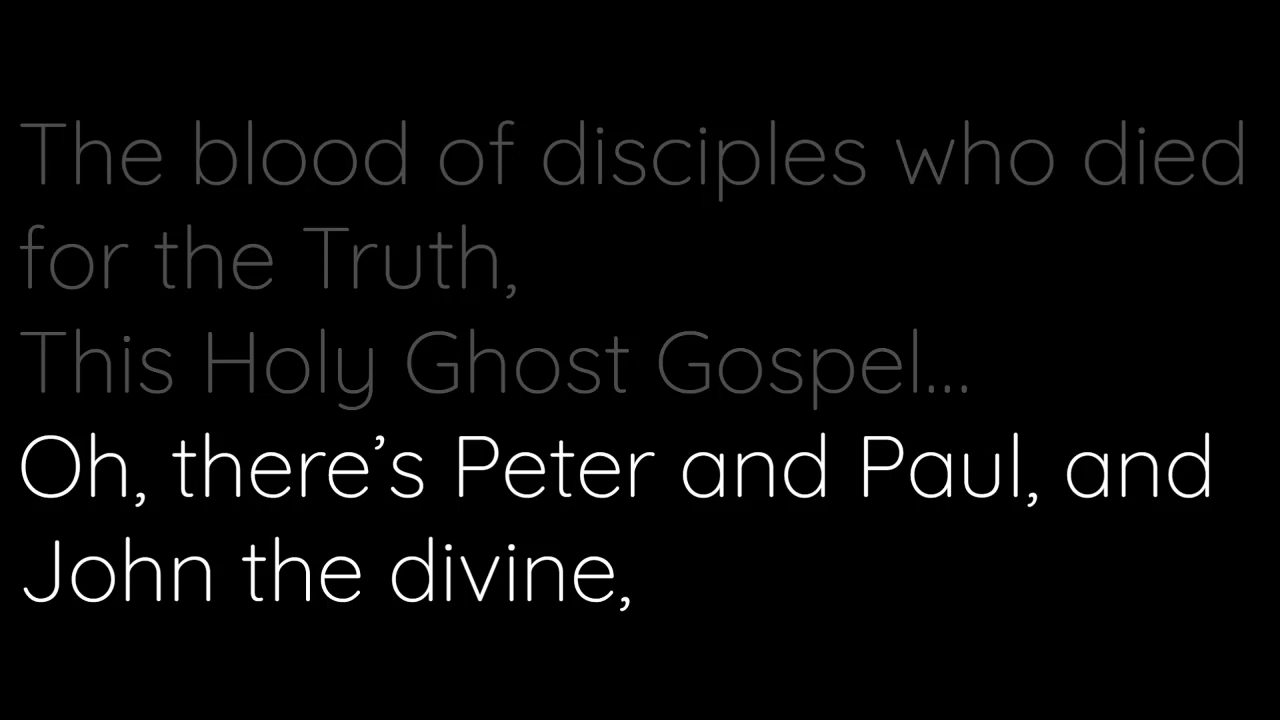 The blood of disciples who died
for the Truth,
This Holy Ghost Gospel...
Oh, there’s Peter and Paul, and
John the divine,